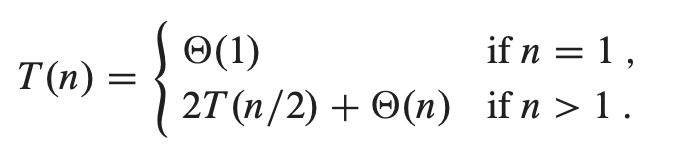 T(n) = { Θ(1) if n = 1 ,
2T(n/2) + Θ(n) if n > 1 .